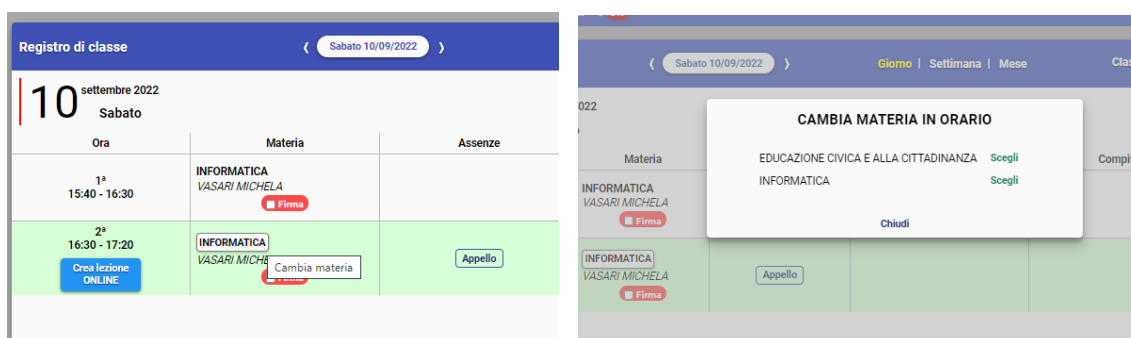 Registro di classe
Sabato 10/09/2022
10 settembre 2022
Sabato
Ora Materia Assenze
1ª
15:40 - 16:30
INFORMATICA
VASARI MICHELA
Firma
2ª
16:30 - 17:20
Crea lezione
ONLINE
INFORMATICA
VASARI MICHE
Cambia materia
Appello
Sabato 10/09/2022
Giorno | Settimana | Mese
Clas
022
CAMBIA MATERIA IN ORARIO
EDUCAZIONE CIVICA E ALLA CITTADINANZA Scegli
INFORMATICA Scegli
Chiudi
Materia
Compit
INFORMATICA
VASARI MICHELA
Firma
INFORMATICA
VASARI MICHELA
Firma
Appello